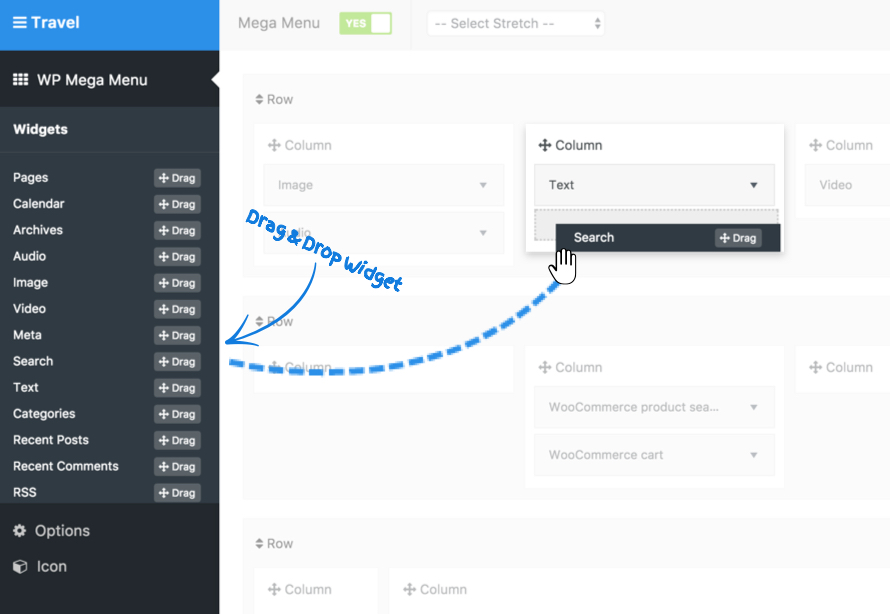 Travel
WP Mega Menu
Widgets
Pages
Drag
Calendar
Drag
Archives
Drag
Audio
Drag
Image
Drag
Video
Drag
Meta
Drag
Search
Drag
Text
Drag
Categories
Drag
Recent Posts
Drag
Recent Comments
Drag
RSS
Drag
Options
Icon
Mega Menu
YES
-- Select Stretch --
Row
Column
Image
Column
Text
Search
Drag
Column
Video
Drag & Drop Widget
Row
Column
Column
WooCommerce product sea...
WooCommerce cart
Column
Row
Column
Column